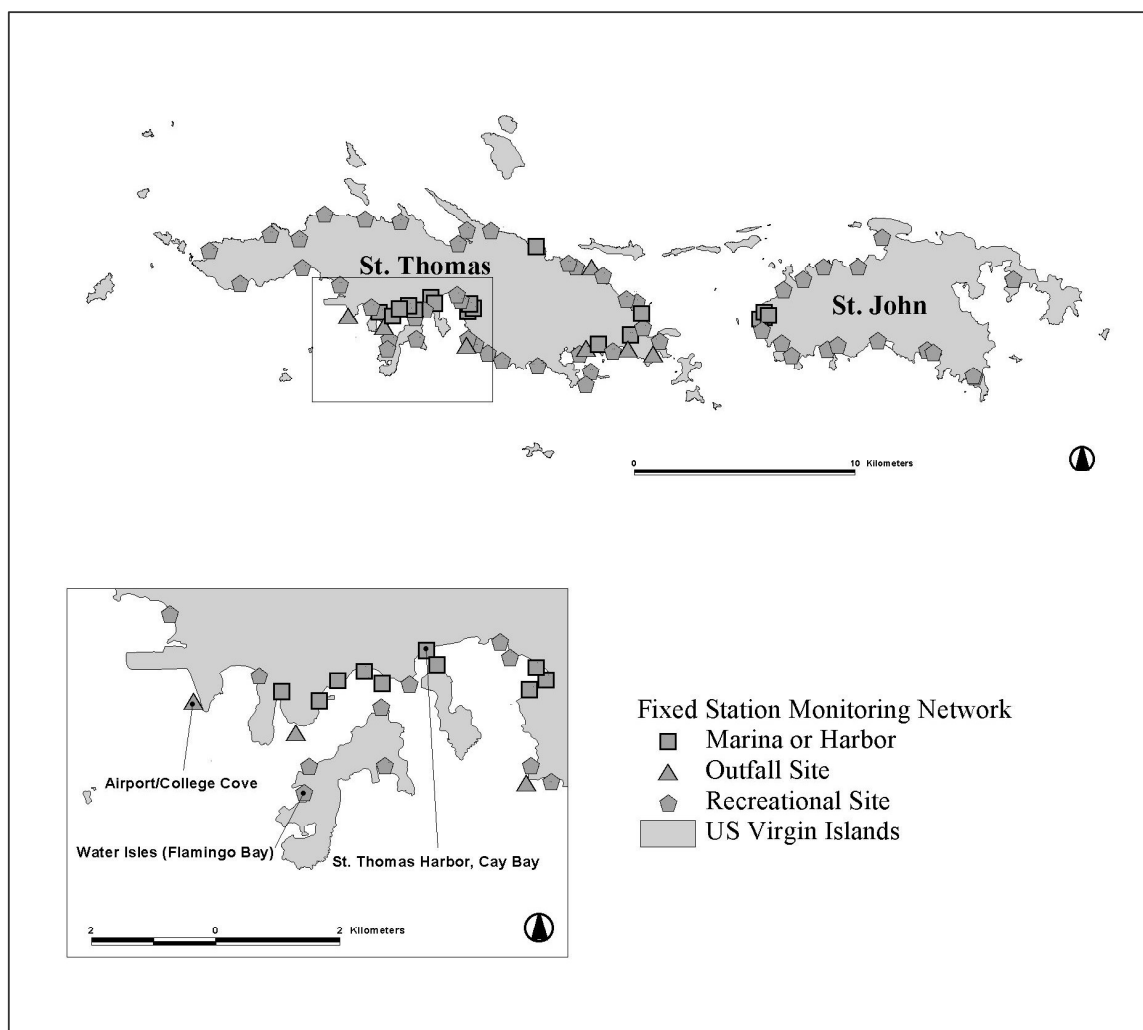 St. Thomas
St. John
0 10 Kilometers
Airport/College Cove
Water Isles (Flamingo Bay)
St. Thomas Harbor, Cay Bay
2 0 2 Kilometers
Fixed Station Monitoring Network
Marina or Harbor
Outfall Site
Recreational Site
US Virgin Islands